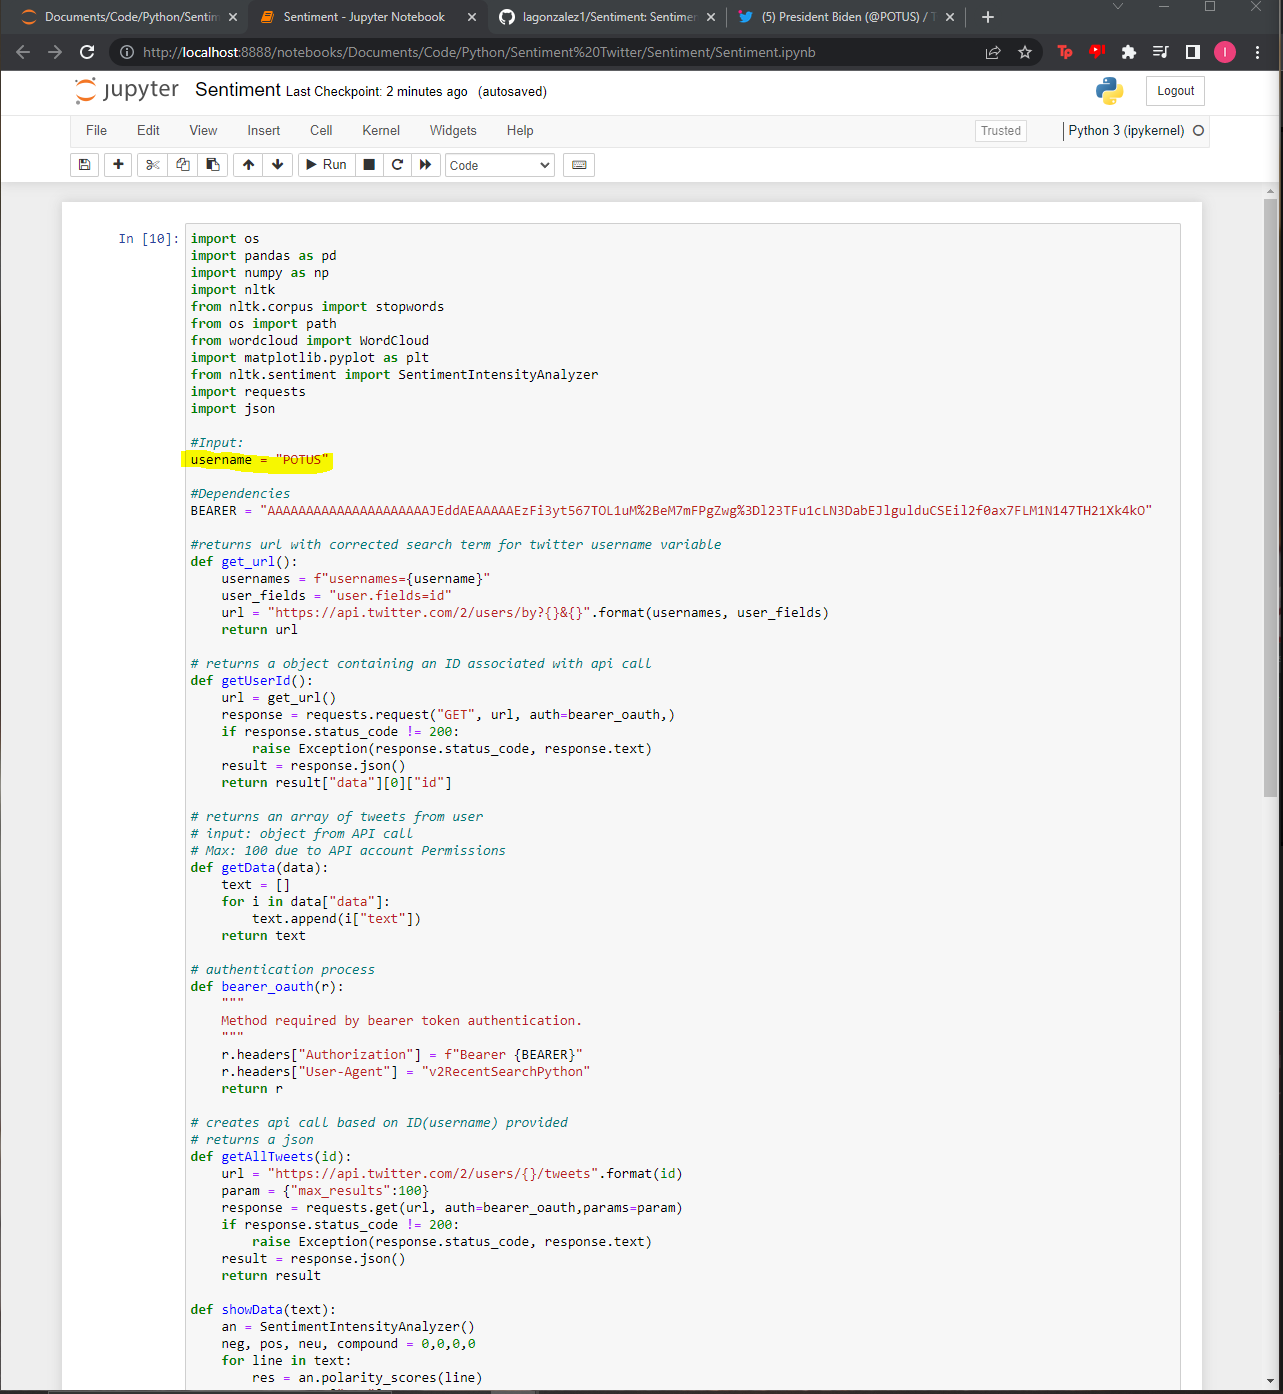 Documents/Code/Python/Sentim
Sentiment - Jupyter Notebook
lagonzalez1/Sentiment: Sentimen
(5) President Biden (@POTUS) / T
http://localhost:8888/notebooks/Documents/Code/Python/Sentiment%20Twitter/Sentiment/Sentiment.ipynb
Tp
I
jupyter Sentiment Last Checkpoint: 2 minutes ago (autosaved)
Logout
File Edit View Insert Cell Kernel Widgets Help
Trusted
Python 3 (ipykernel)
Run
Code
In [10]:
import os
import pandas as pd
import numpy as np
import nltk
from nltk.corpus import stopwords
from os import path
from wordcloud import WordCloud
import matplotlib.pyplot as plt
from nltk.sentiment import SentimentIntensityAnalyzer
import requests
import json
#Input:
username = "POTUS"
#Dependencies
BEARER = "AAAAAAAAAAAAAAAAAAAAAJEddAEAAAAAEzFi3yt567TOL1uM%2BeM7mFPgZwg%3Dl23TFu1cLN3DabEJlgulduCSEil2f0ax7FLM1N147TH21Xk4kO"
#returns url with corrected search term for twitter username variable
def get_url():
    usernames = f"usernames={username}"
    user_fields = "user.fields=id"
    url = "https://api.twitter.com/2/users/by?{}&{}".format(usernames, user_fields)
    return url
# returns a object containing an ID associated with api call
def getUserId():
    url = get_url()
    response = requests.request("GET", url, auth=bearer_oauth,)
    if response.status_code != 200:
        raise Exception(response.status_code, response.text)
    result = response.json()
    return result["data"][0]["id"]
# returns an array of tweets from user
# input: object from API call
# Max: 100 due to API account Permissions
def getData(data):
    text = []
    for i in data["data"]:
        text.append(i["text"])
    return text
# authentication process
def bearer_oauth(r):
    """
    Method required by bearer token authentication.
    """
    r.headers["Authorization"] = f"Bearer {BEARER}"
    r.headers["User-Agent"] = "v2RecentSearchPython"
    return r
# creates api call based on ID(username) provided
# returns a json
def getAllTweets(id):
    url = "https://api.twitter.com/2/users/{}/tweets".format(id)
    param = {"max_results":100}
    response = requests.get(url, auth=bearer_oauth,params=param)
    if response.status_code != 200:
        raise Exception(response.status_code, response.text)
    result = response.json()
    return result
def showData(text):
    an = SentimentIntensityAnalyzer()
    neg, pos, neu, compound = 0,0,0,0
    for line in text:
        res = an.polarity_scores(line)